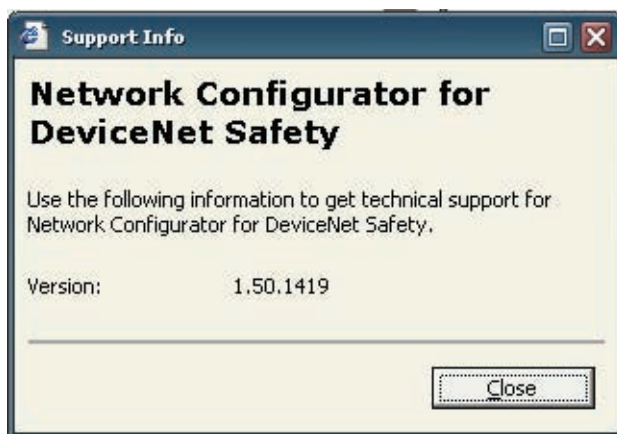 Support Info
Network Configurator for
DeviceNet Safety
Use the following information to get technical support for
Network Configurator for DeviceNet Safety.
Version: 1.50.1419
Close